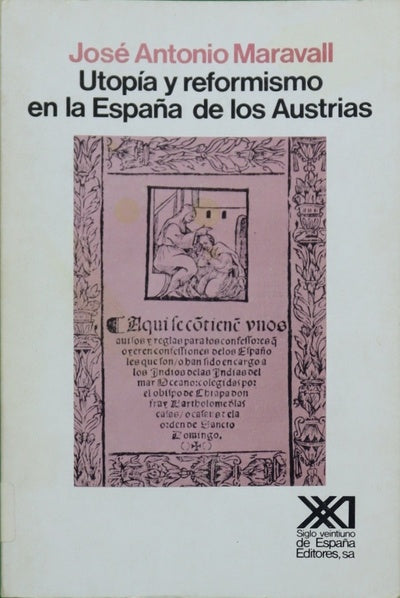 José Antonio Maravall
Utopía y reformismo
en la España de los Austrias
Aqui se cōtienē vnos
auisos y reglas para los confessores q̄
oyeren confessiones delos Españo
les que son / o han sido en cargo a
los Indios delas Indias del
mar Oceano: colegidas por
el obispo de Chiapa don
fray Bartholome d̄las
casas / o casaus: dela
orden de Sancto
Domingo.
XXI
Siglo veintiuno
de España
Editores, sa